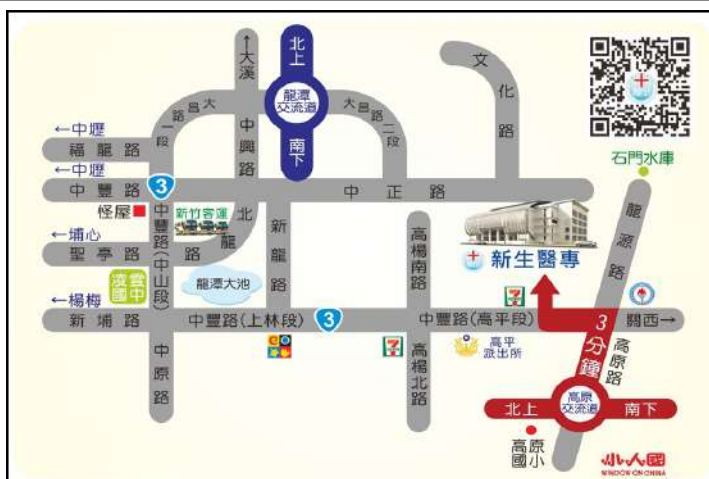 北上
←大溪
龍潭
交流道
南下
大昌路一段
大昌路二段
文化路
中興路
←中壢
福龍路
←中壢
中豐路
3
中正路
石門水庫
怪屋
新竹客運
北龍路
新龍路
中豐路(中山段)
←埔心
聖亭路
凌雲
國中
龍潭大池
高楊南路
新生醫專
龍源路
←楊梅
新埔路
中豐路(上林段)
3
中豐路(高平段)
7
ELEVEN
關西→
3分鐘
高原路
中原路
7
ELEVEN
高楊北路
高平
派出所
北上
高原
交流道
南下
高原
國小
小人國
WINDOW ON CHINA